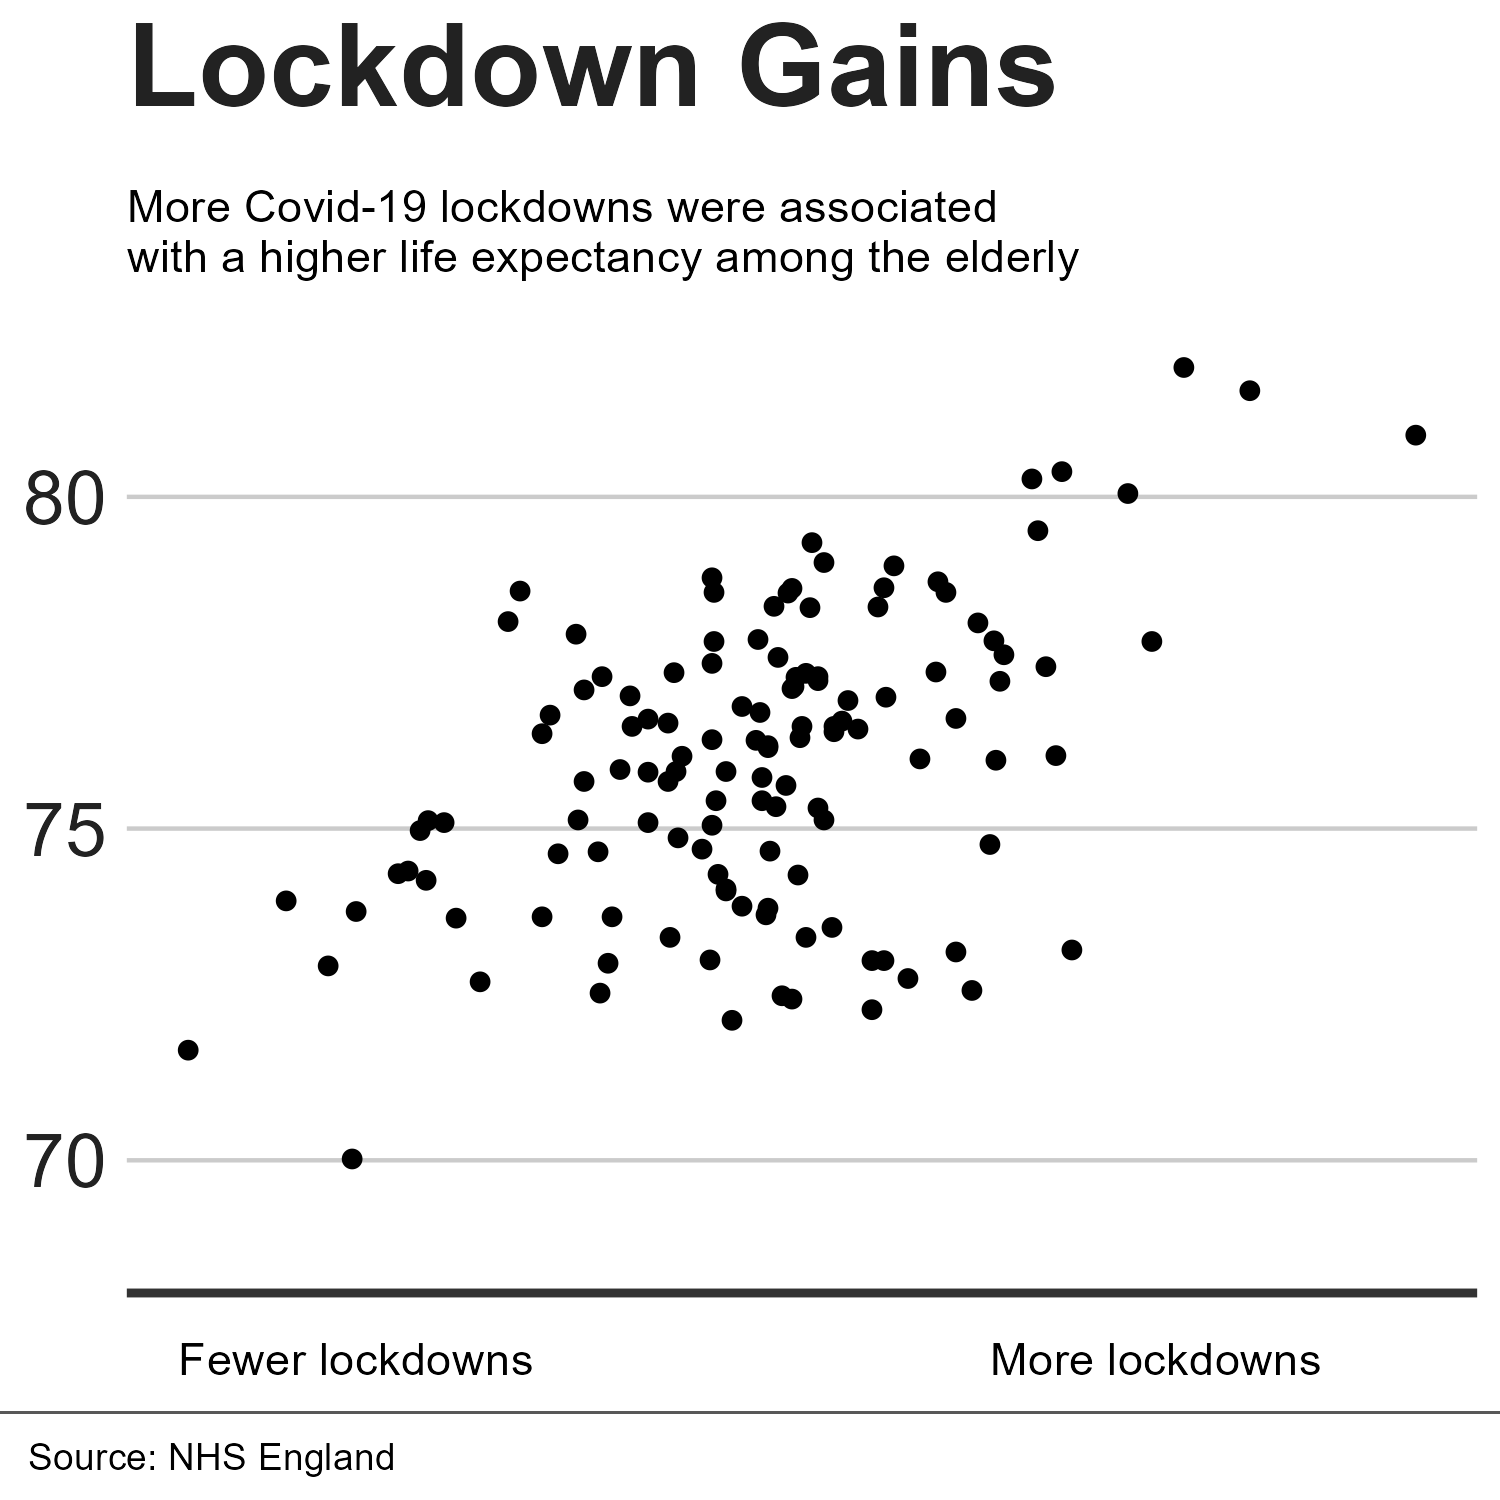 Lockdown Gains
More Covid-19 lockdowns were associated
with a higher life expectancy among the elderly
80
75
70
Fewer lockdowns
More lockdowns
Source: NHS England